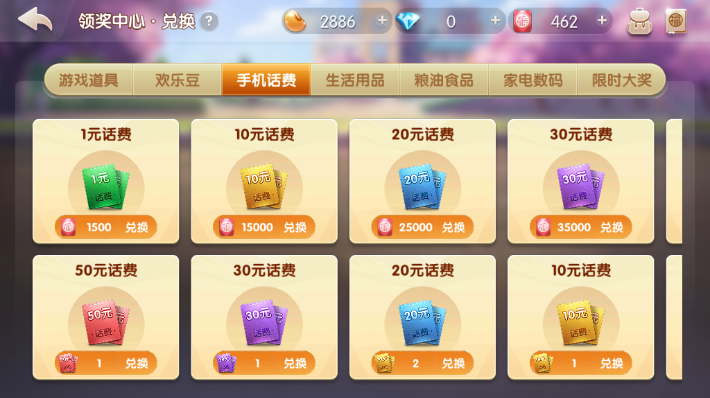 领奖中心·兑换 ? 2886 + 0 + 462 +
游戏道具 欢乐豆 手机话费 生活用品 粮油食品 家电数码 限时大奖
1元话费 10元话费 20元话费 30元话费
1元 10元 20元 30元
话费 话费 话费 话费
1500 兑换 15000 兑换 25000 兑换 35000 兑换
50元话费 30元话费 20元话费 10元话费
50元 30元 20元 10元
话费 话费 话费 话费
1 兑换 1 兑换 2 兑换 1 兑换